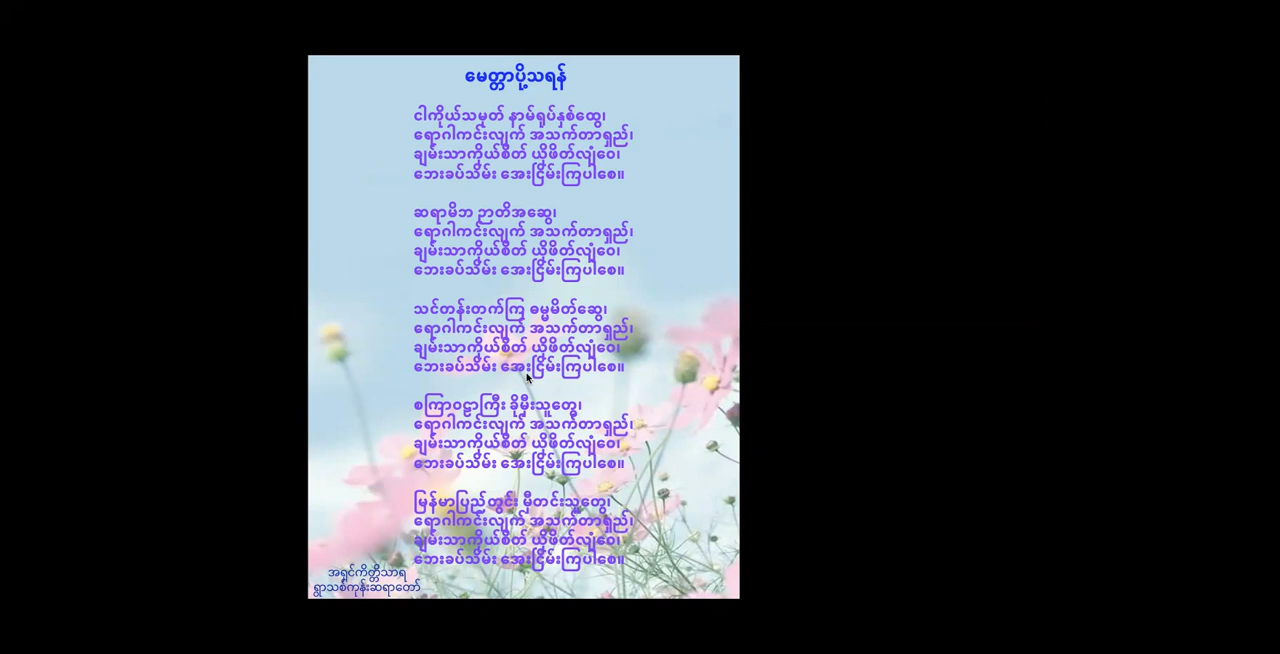 မေတ္တာပို့သရန်
ငါကိုယ်သမုတ် နာမ်ရုပ်နှစ်ထွေ၊
ရောဂါကင်းလျက် အသက်တာရှည်၊
ချမ်းသာကိုယ်စိတ် ယိုဖိတ်လျှံဝေ၊
ဘေးခပ်သိမ်း အေးငြိမ်းကြပါစေ။
ဆရာမိဘ ဉာတိအဆွေ၊
ရောဂါကင်းလျက် အသက်တာရှည်၊
ချမ်းသာကိုယ်စိတ် ယိုဖိတ်လျှံဝေ၊
ဘေးခပ်သိမ်း အေးငြိမ်းကြပါစေ။
သင်တန်းတက်ကြ ဓမ္မမိတ်ဆွေ၊
ရောဂါကင်းလျက် အသက်တာရှည်၊
ချမ်းသာကိုယ်စိတ် ယိုဖိတ်လျှံဝေ၊
ဘေးခပ်သိမ်း အေးငြိမ်းကြပါစေ။
စကြာဝဠာကြီး ခိုမှီးသူတွေ၊
ရောဂါကင်းလျက် အသက်တာရှည်၊
ချမ်းသာကိုယ်စိတ် ယိုဖိတ်လျှံဝေ၊
ဘေးခပ်သိမ်း အေးငြိမ်းကြပါစေ။
မြန်မာပြည်တွင်း မှီတင်းသူတွေ၊
ရောဂါကင်းလျက် အသက်တာရှည်၊
ချမ်းသာကိုယ်စိတ် ယိုဖိတ်လျှံဝေ၊
ဘေးခပ်သိမ်း အေးငြိမ်းကြပါစေ။
အရှင်ကိတ္တိသာရ
ရွာသစ်ကုန်းဆရာတော်